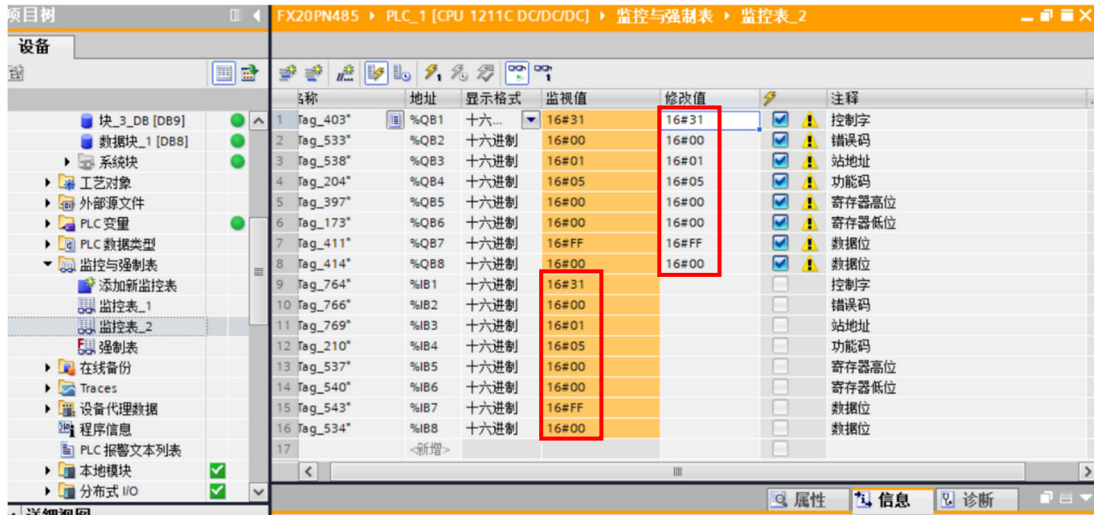 项目树
FX20PN485 ▸ PLC_1 [CPU 1211C DC/DC/DC] ▸ 监控与强制表 ▸ 监控表_2
设备
名称 地址 显示格式 监视值 修改值 注释
1 Tag_403" %QB1 十六... 16#31 16#31 控制字
2 Tag_533" %QB2 十六进制 16#00 16#00 错误码
3 Tag_538" %QB3 十六进制 16#01 16#01 站地址
4 Tag_204" %QB4 十六进制 16#05 16#05 功能码
5 Tag_397" %QB5 十六进制 16#00 16#00 寄存器高位
6 Tag_173" %QB6 十六进制 16#00 16#00 寄存器低位
7 Tag_411" %QB7 十六进制 16#FF 16#FF 数据位
8 Tag_414" %QB8 十六进制 16#00 16#00 数据位
9 Tag_764" %IB1 十六进制 16#31 控制字
10 Tag_766" %IB2 十六进制 16#00 错误码
11 Tag_769" %IB3 十六进制 16#01 站地址
12 Tag_210" %IB4 十六进制 16#05 功能码
13 Tag_537" %IB5 十六进制 16#00 寄存器高位
14 Tag_540" %IB6 十六进制 16#00 寄存器低位
15 Tag_543" %IB7 十六进制 16#FF 数据位
16 Tag_534" %IB8 十六进制 16#00 数据位
17 <新增>
块_3_DB [DB9]
数据块_1 [DB8]
系统块
工艺对象
外部源文件
PLC 变量
PLC 数据类型
监控与强制表
添加新监控表
监控表_1
监控表_2
强制表
在线备份
Traces
设备代理数据
程序信息
PLC 报警文本列表
本地模块
分布式 I/O
属性 信息 诊断
详细视图